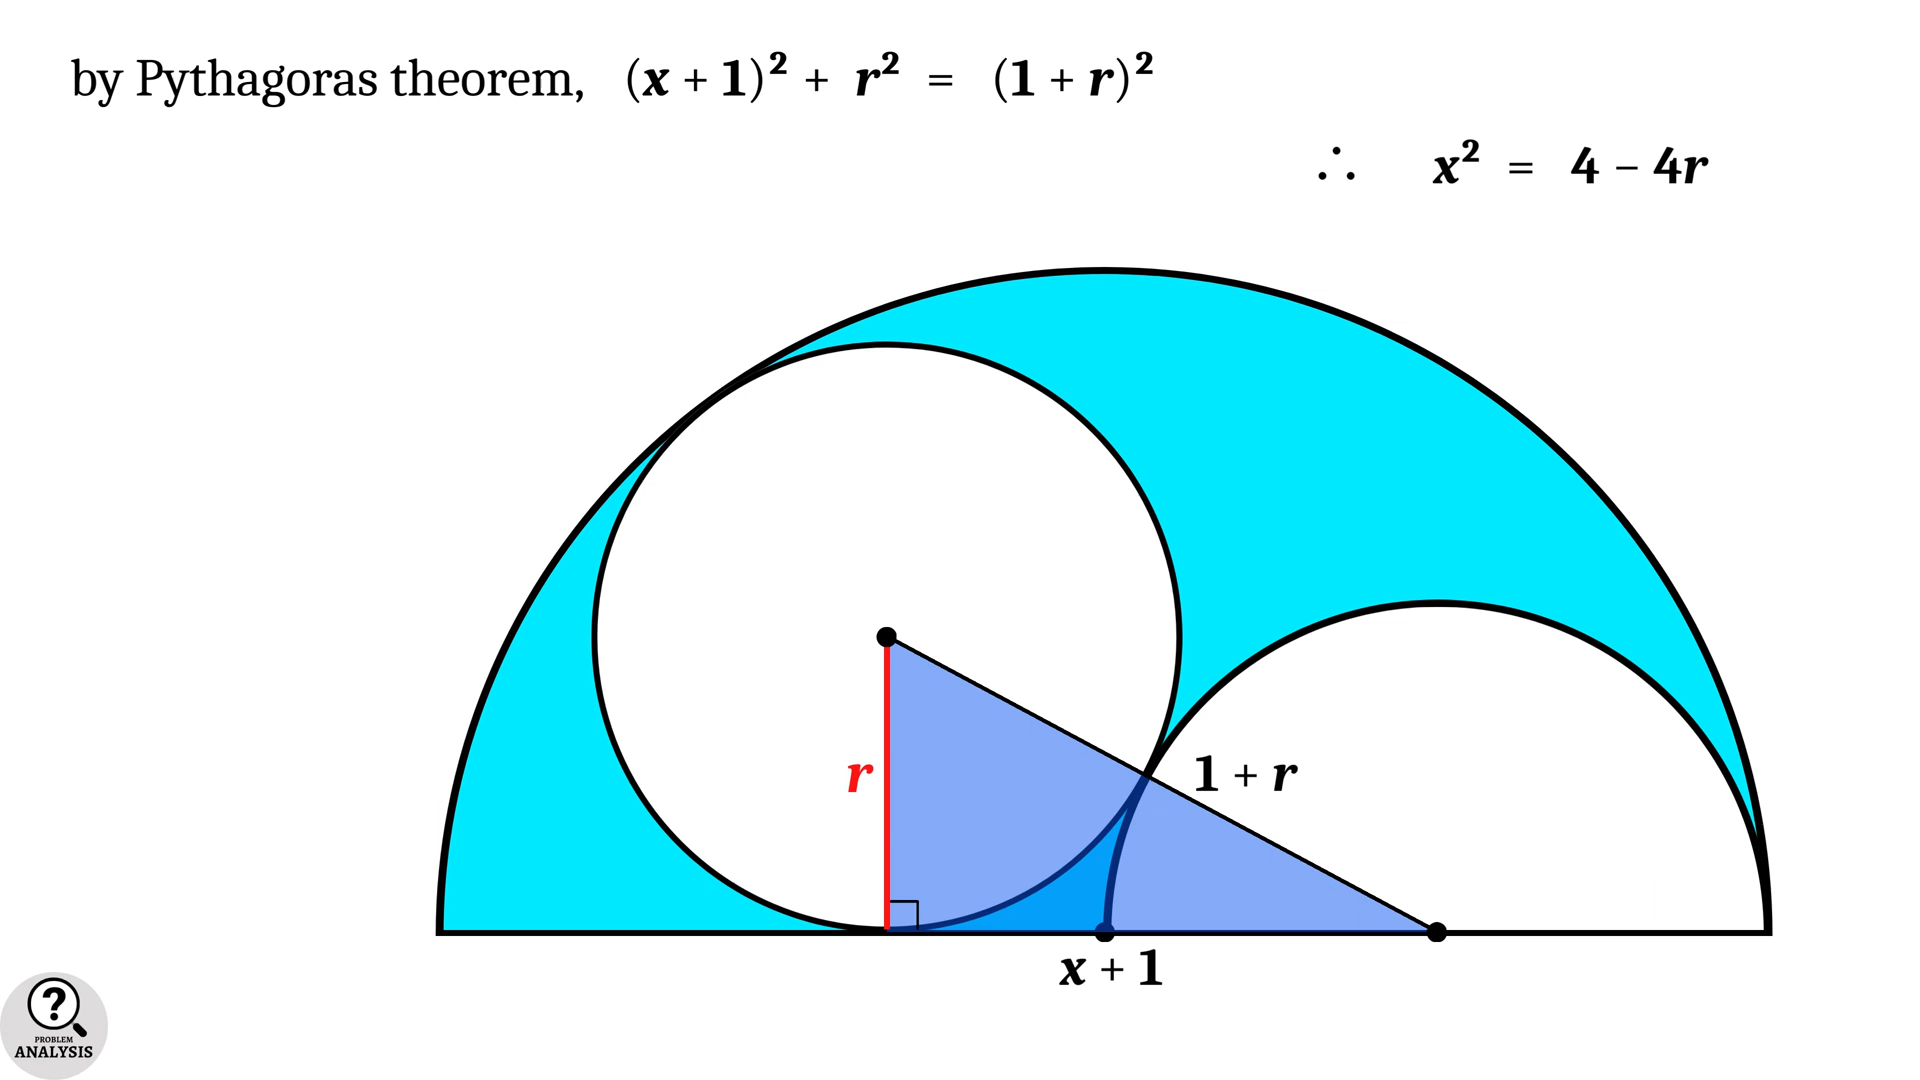 by Pythagoras theorem, (x + 1)² + r² = (1 + r)²
∴ x² = 4 – 4r
r
1 + r
x + 1
?
PROBLEM
ANALYSIS